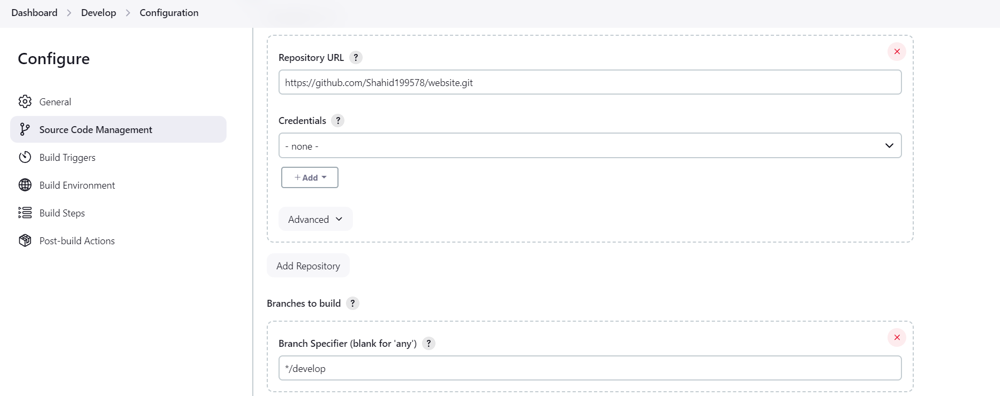 Dashboard > Develop > Configuration
Configure
General
Source Code Management
Build Triggers
Build Environment
Build Steps
Post-build Actions
Repository URL ?
https://github.com/Shahid199578/website.git
Credentials ?
- none -
+ Add
Advanced
Add Repository
Branches to build ?
Branch Specifier (blank for 'any') ?
*/develop